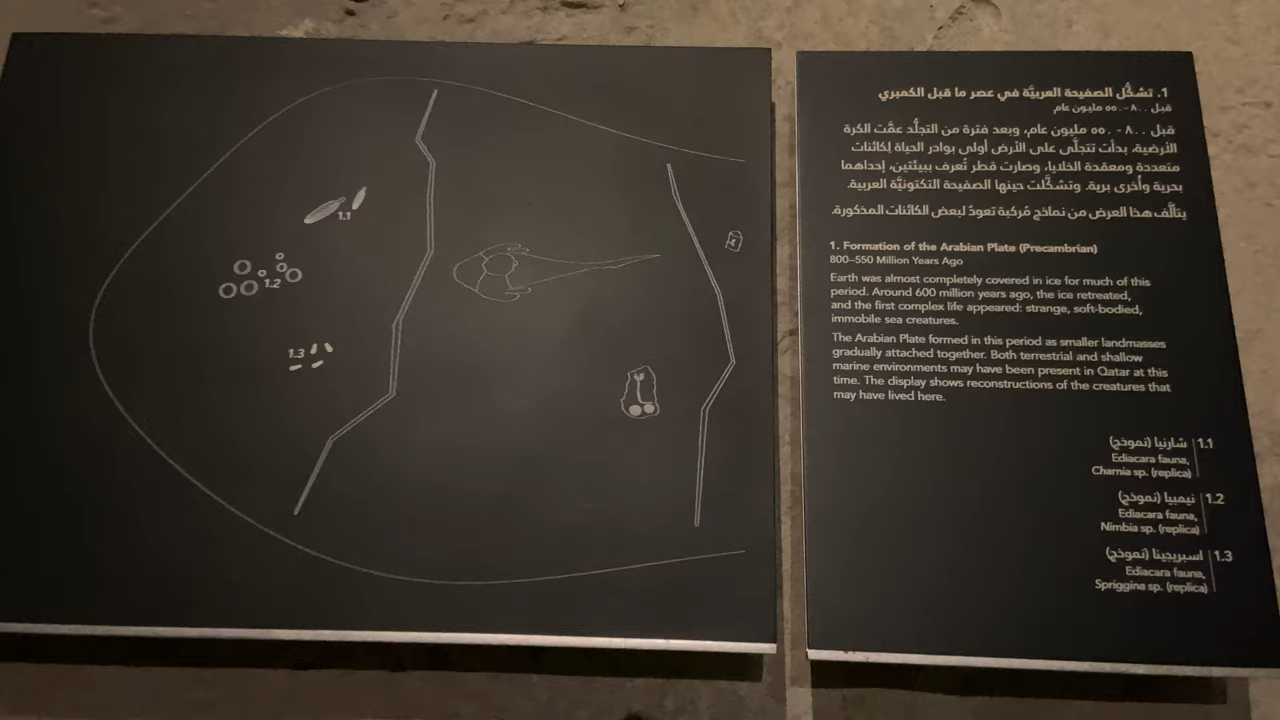 1.1
1.2
1.3
1. تشكُّل الصفيحة العربيَّة في عصر ما قبل الكمبري
قبل ٨٠٠-٥٥٠ مليون عام
قبل ٨٠٠-٥٥٠ مليون عام، وبعد فترة من التجلُّد عمَّت الكرة
الأرضية، بدأت تتجلَّى على الأرض أولى بوادر الحياة لكائنات
متعددة ومعقدة الخلايا، وصارت قطر تُعرف ببيئتين، إحداهما
بحرية وأُخرى برية. وتشكَّلت حينها الصفيحة التكتونيَّة العربية.
يتألَّف هذا العرض من نماذج مُركبة تعودُ لبعض الكائنات المذكورة.
1. Formation of the Arabian Plate (Precambrian)
800–550 Million Years Ago
Earth was almost completely covered in ice for much of this
period. Around 600 million years ago, the ice retreated,
and the first complex life appeared: strange, soft-bodied,
immobile sea creatures.
The Arabian Plate formed in this period as smaller landmasses
gradually attached together. Both terrestrial and shallow
marine environments may have been present in Qatar at this
time. The display shows reconstructions of the creatures that
may have lived here.
1.1 شارنيا (نموذج)
Ediacara fauna,
Charnia sp. (replica)
1.2 نيمبيا (نموذج)
Ediacara fauna,
Nimbia sp. (replica)
1.3 اسبريجينا (نموذج)
Ediacara fauna,
Spriggina sp. (replica)